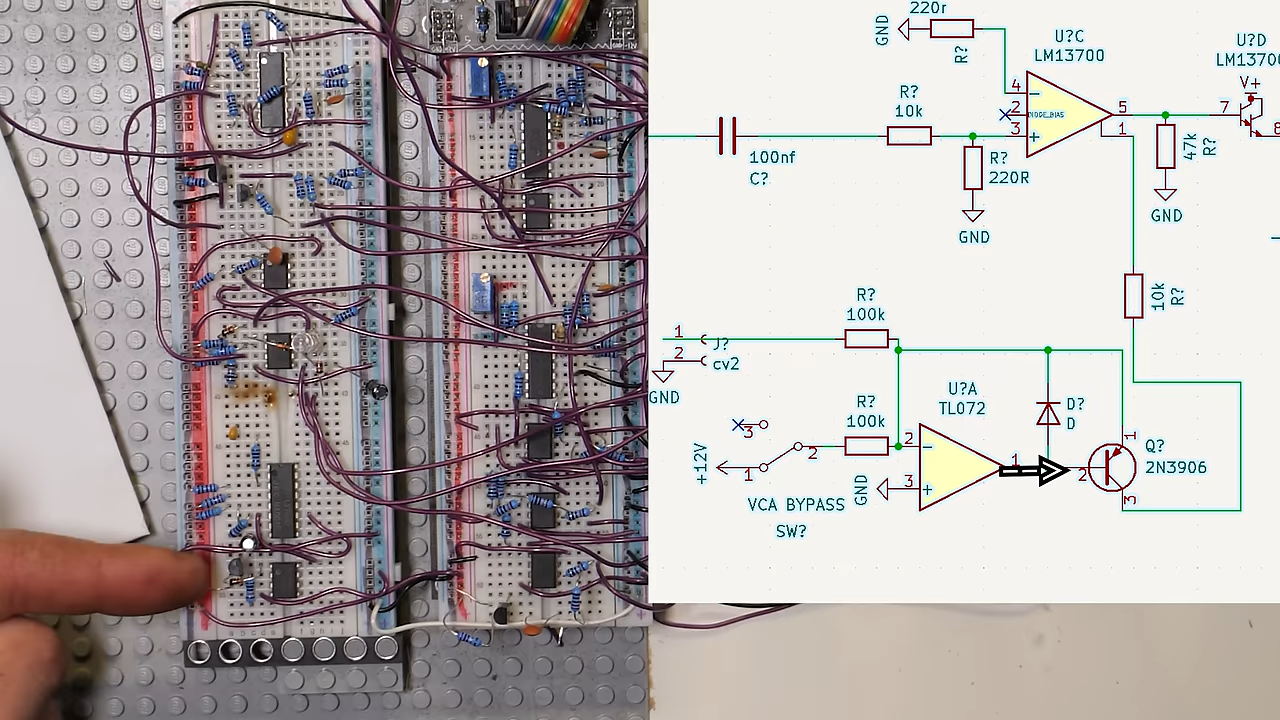 220r
GND
R?
U?C
LM13700
U?D
LM1370
V+
4
2
NODE_BIAS
3
5
1
7
8
R?
10k
100nf
C?
R?
220R
GND
47k
R?
GND
10k
R?
R?
100k
1
2
J?
cv2
GND
U?A
TL072
R?
100k
D?
D
3
2
1
+12V
VCA BYPASS
SW?
GND
2
3
1
2
1
3
Q?
2N3906